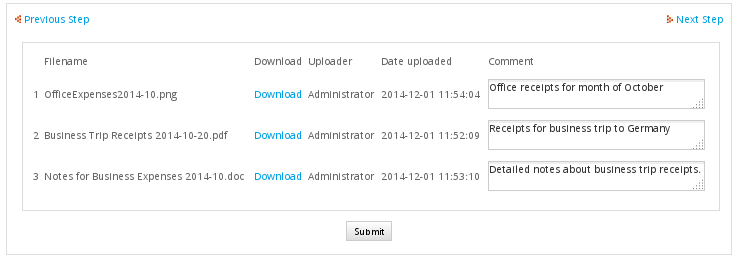 Previous Step Next Step
Filename Download Uploader Date uploaded Comment
1 OfficeExpenses2014-10.png Download Administrator 2014-12-01 11:54:04 Office receipts for month of October
2 Business Trip Receipts 2014-10-20.pdf Download Administrator 2014-12-01 11:52:09 Receipts for business trip to Germany
3 Notes for Business Expenses 2014-10.doc Download Administrator 2014-12-01 11:53:10 Detailed notes about business trip receipts.
Submit